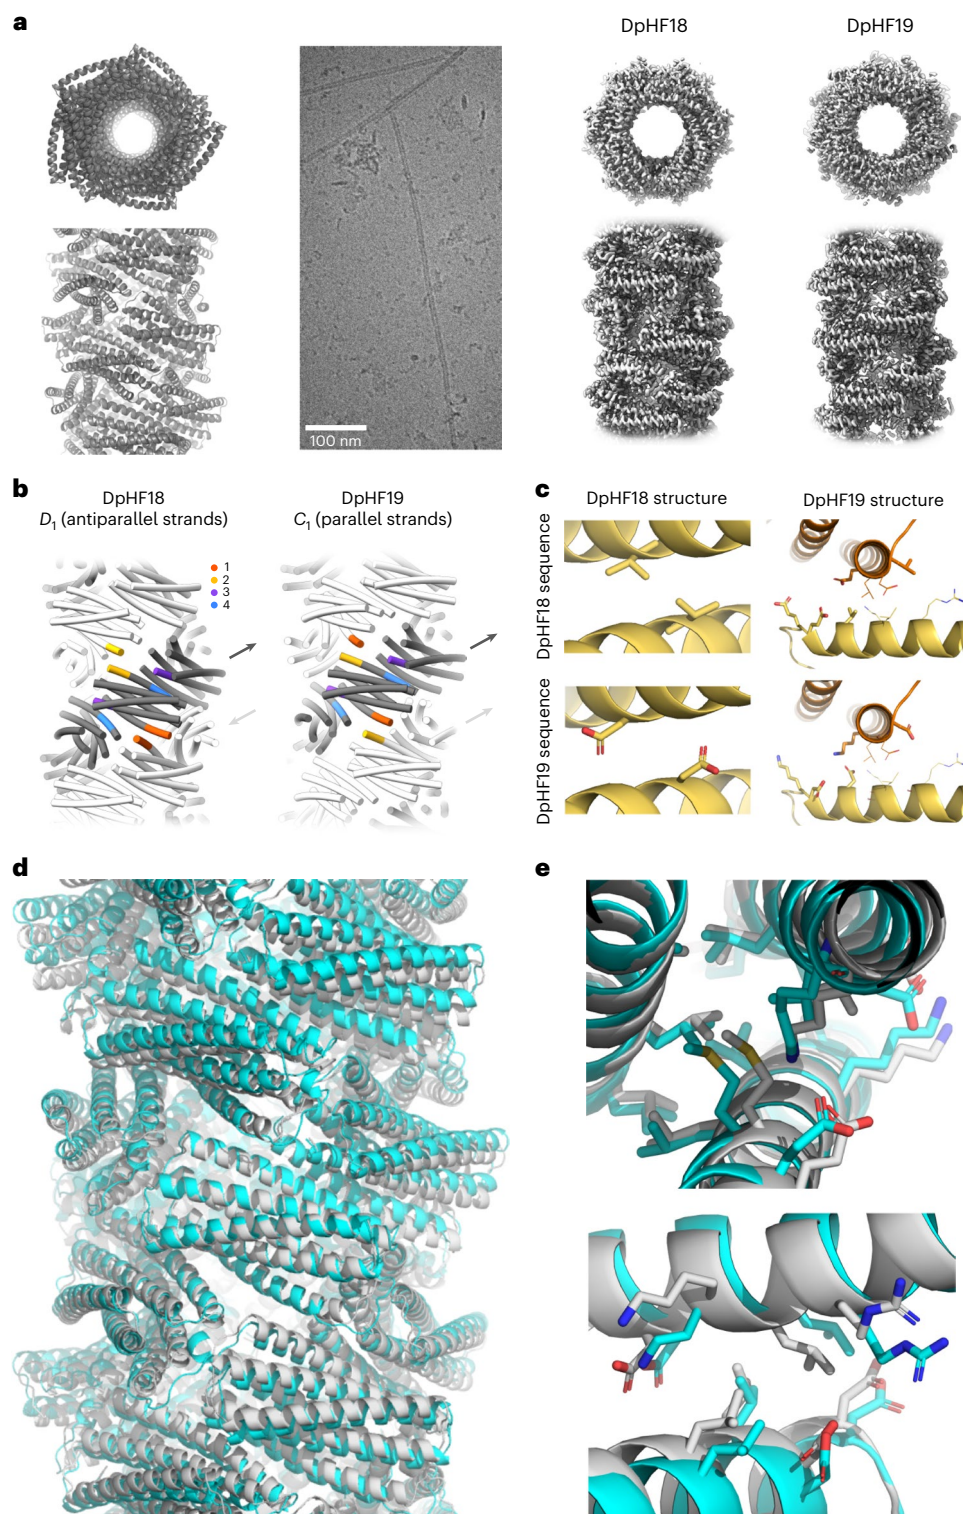 a
DpHF18
DpHF19
100 nm
b
DpHF18
D1 (antiparallel strands)
DpHF19
C1 (parallel strands)
1
2
3
4
c
DpHF18 structure
DpHF19 structure
DpHF18 sequence
DpHF19 sequence
d
e